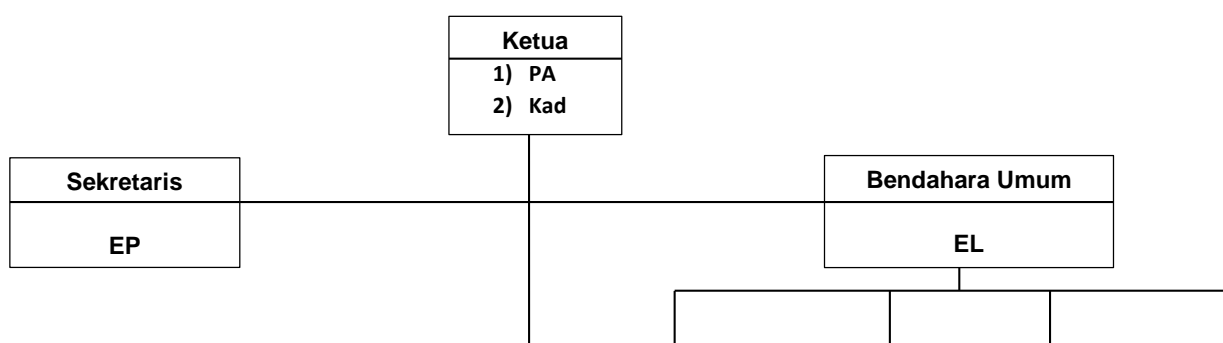 Ketua
1) PA
2) Kad
Sekretaris
EP
Bendahara Umum
EL